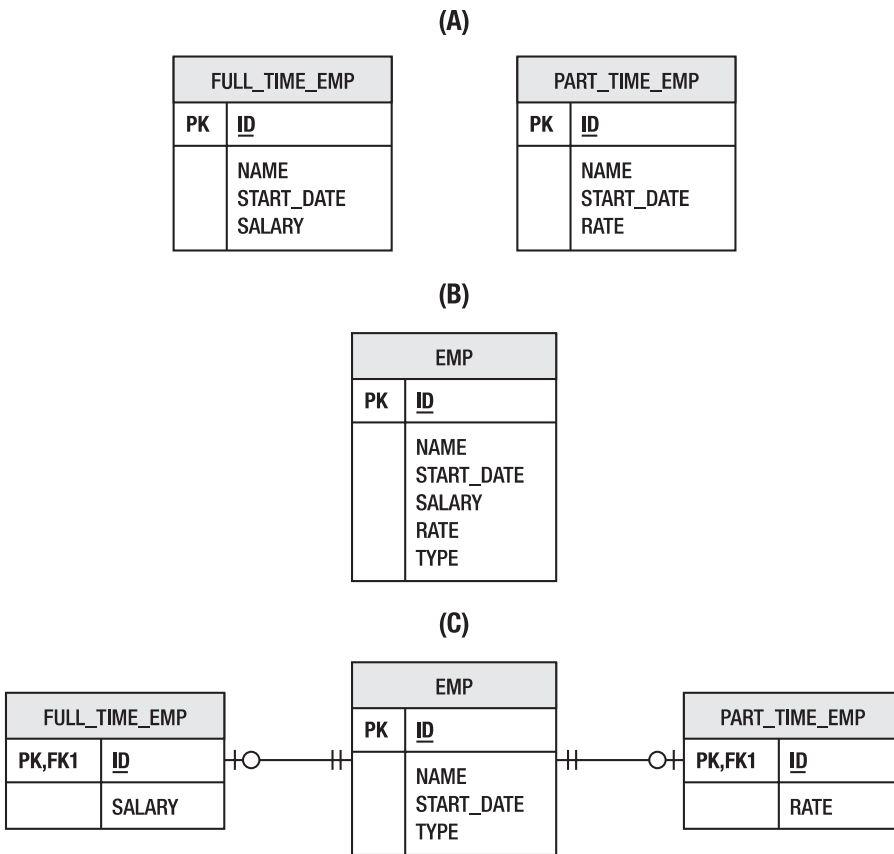 (A)
FULL_TIME_EMP
PK ID
NAME
START_DATE
SALARY
PART_TIME_EMP
PK ID
NAME
START_DATE
RATE
(B)
EMP
PK ID
NAME
START_DATE
SALARY
RATE
TYPE
(C)
FULL_TIME_EMP
PK,FK1 ID
SALARY
EMP
PK ID
NAME
START_DATE
TYPE
PART_TIME_EMP
PK,FK1 ID
RATE